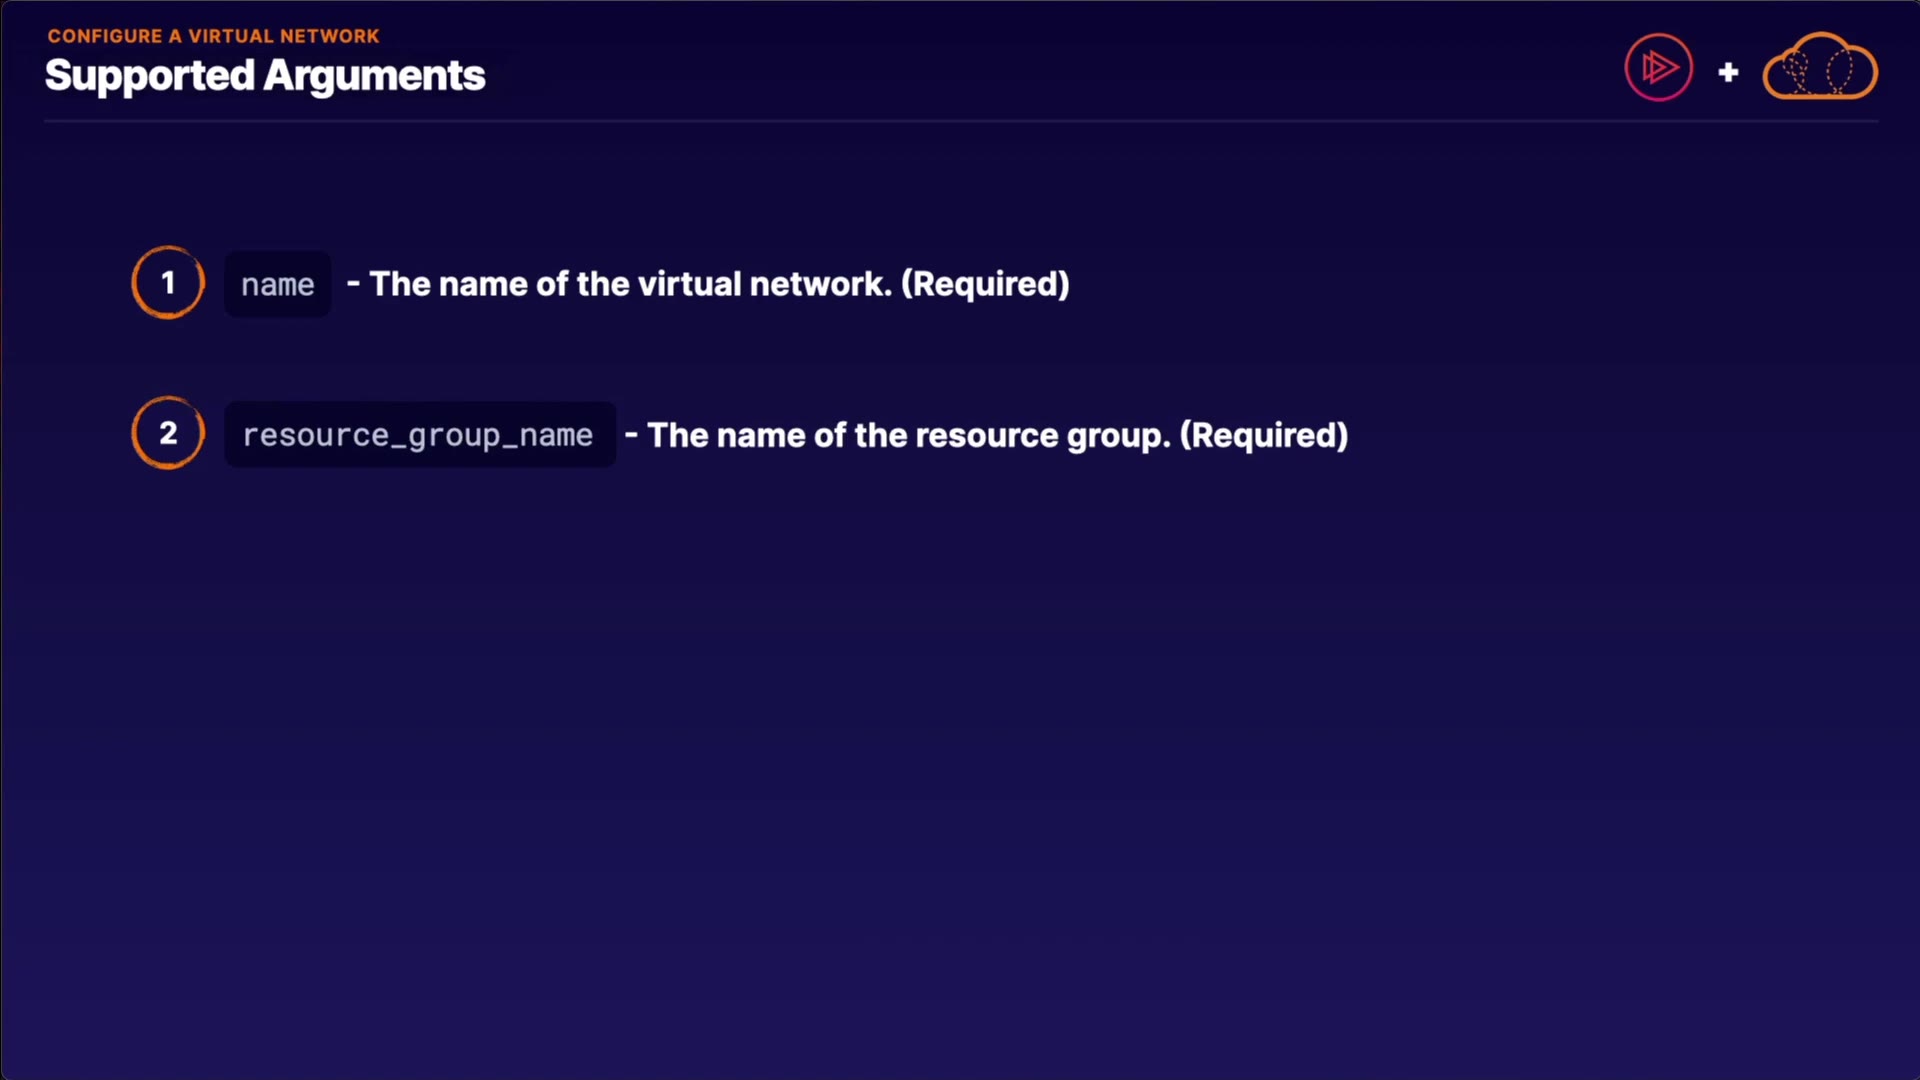 CONFIGURE A VIRTUAL NETWORK
Supported Arguments
+
1 name - The name of the virtual network. (Required)
2 resource_group_name - The name of the resource group. (Required)